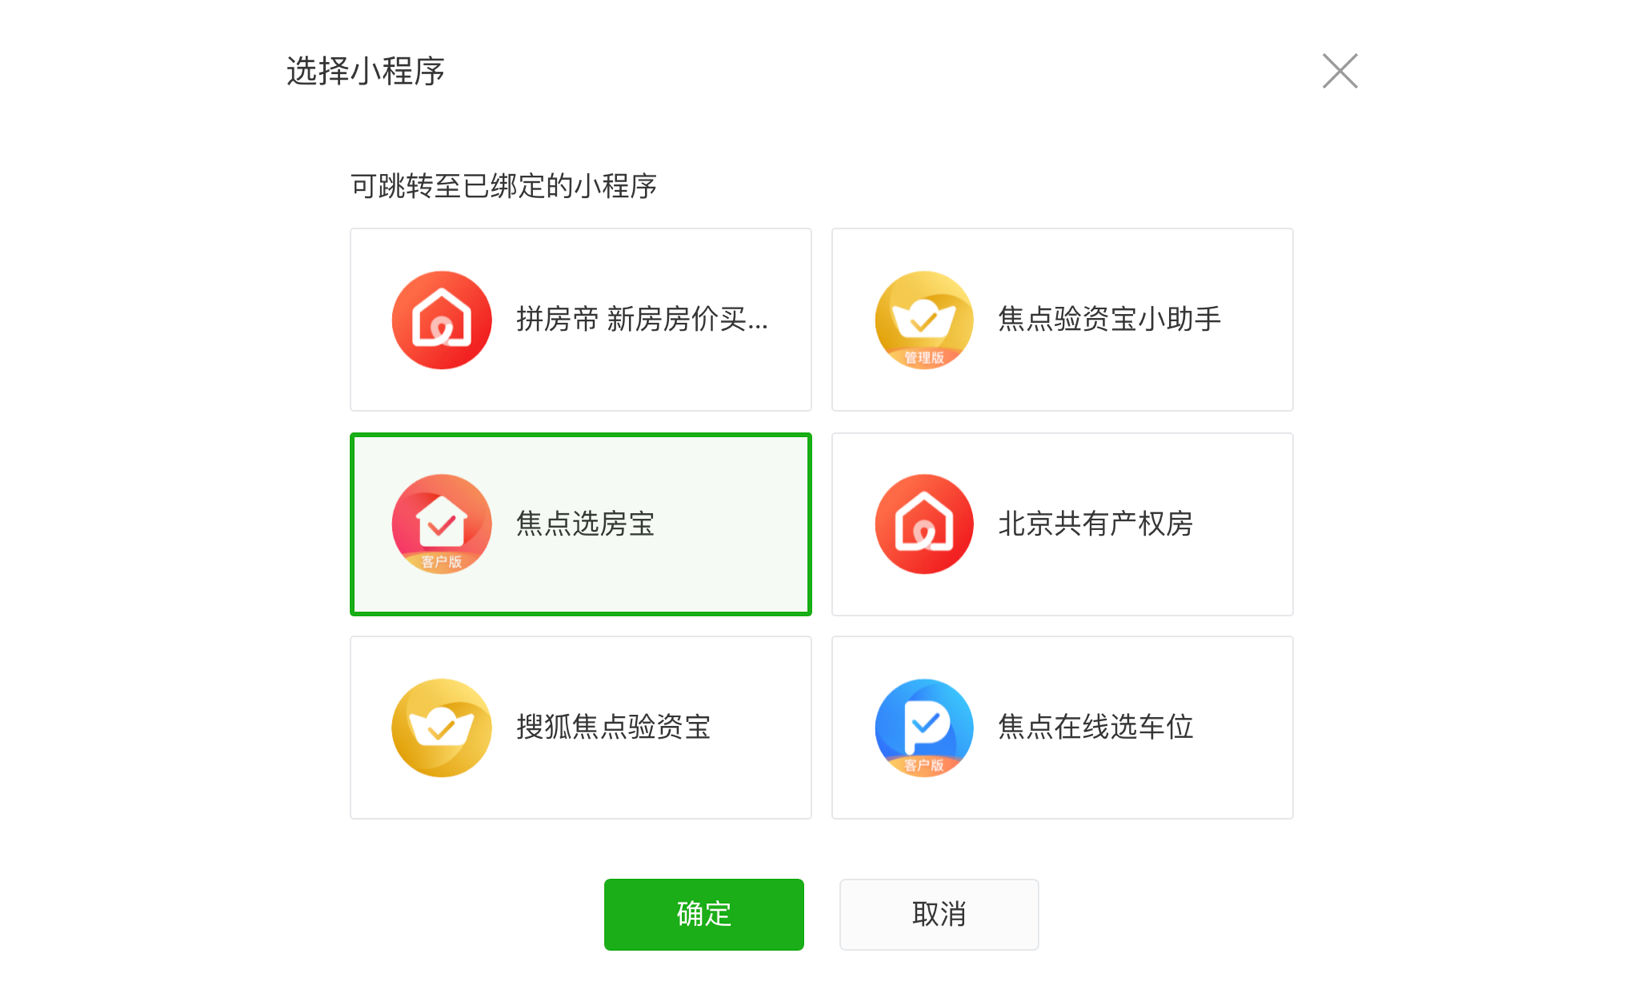 选择小程序
可跳转至已绑定的小程序
拼房帝 新房房价买...
管理版
焦点验资宝小助手
客户版
焦点选房宝
北京共有产权房
搜狐焦点验资宝
客户版
焦点在线选车位
确定
取消